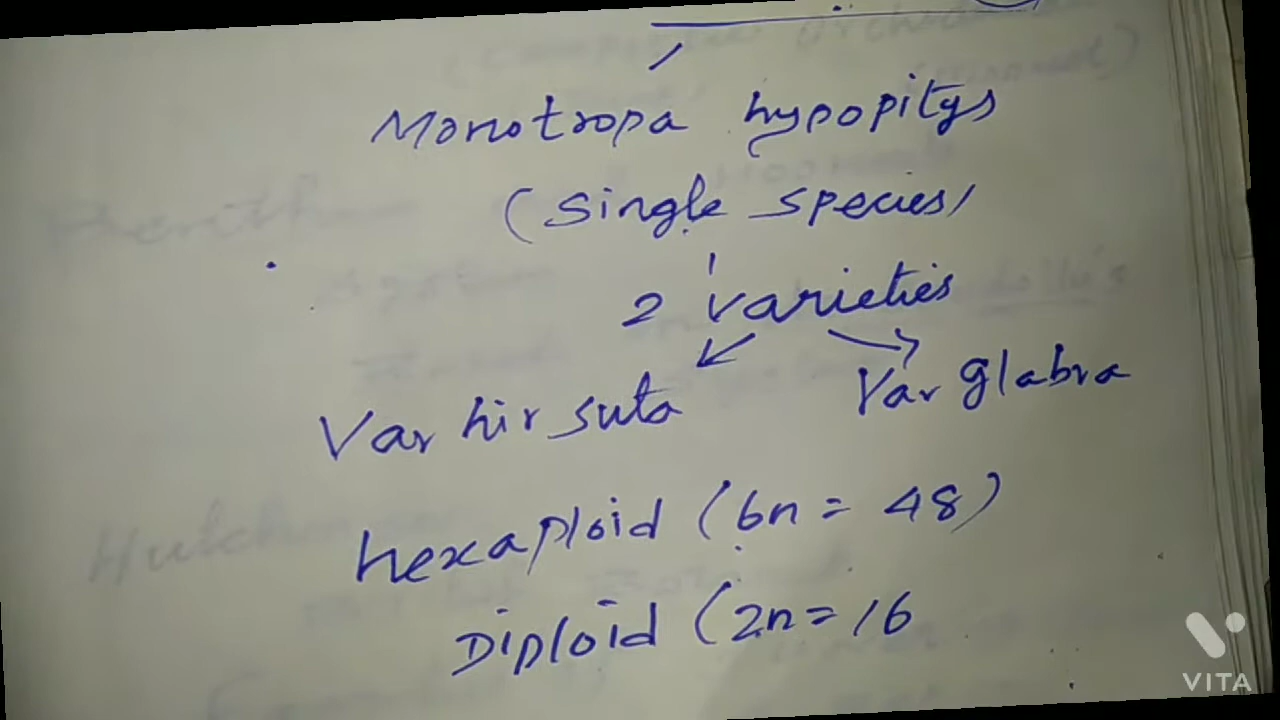 Monotropa hypopitys
(single species)
2 varieties
Var hirsuta
Var glabra
hexaploid (6n = 48)
Diploid (2n = 16
VITA